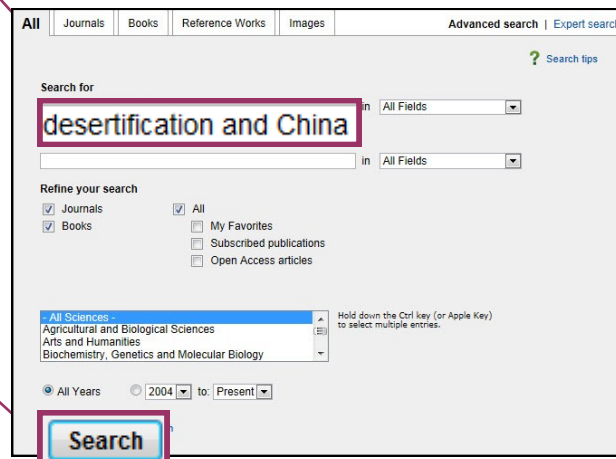 All Journals Books Reference Works Images Advanced search | Expert search
? Search tips
Search for
desertification and China in All Fields
in All Fields
Refine your search
Journals All
Books My Favorites
Subscribed publications
Open Access articles
- All Sciences -
Agricultural and Biological Sciences
Arts and Humanities
Biochemistry, Genetics and Molecular Biology
Hold down the Ctrl key (or Apple Key)
to select multiple entries.
All Years 2004 to: Present
Search